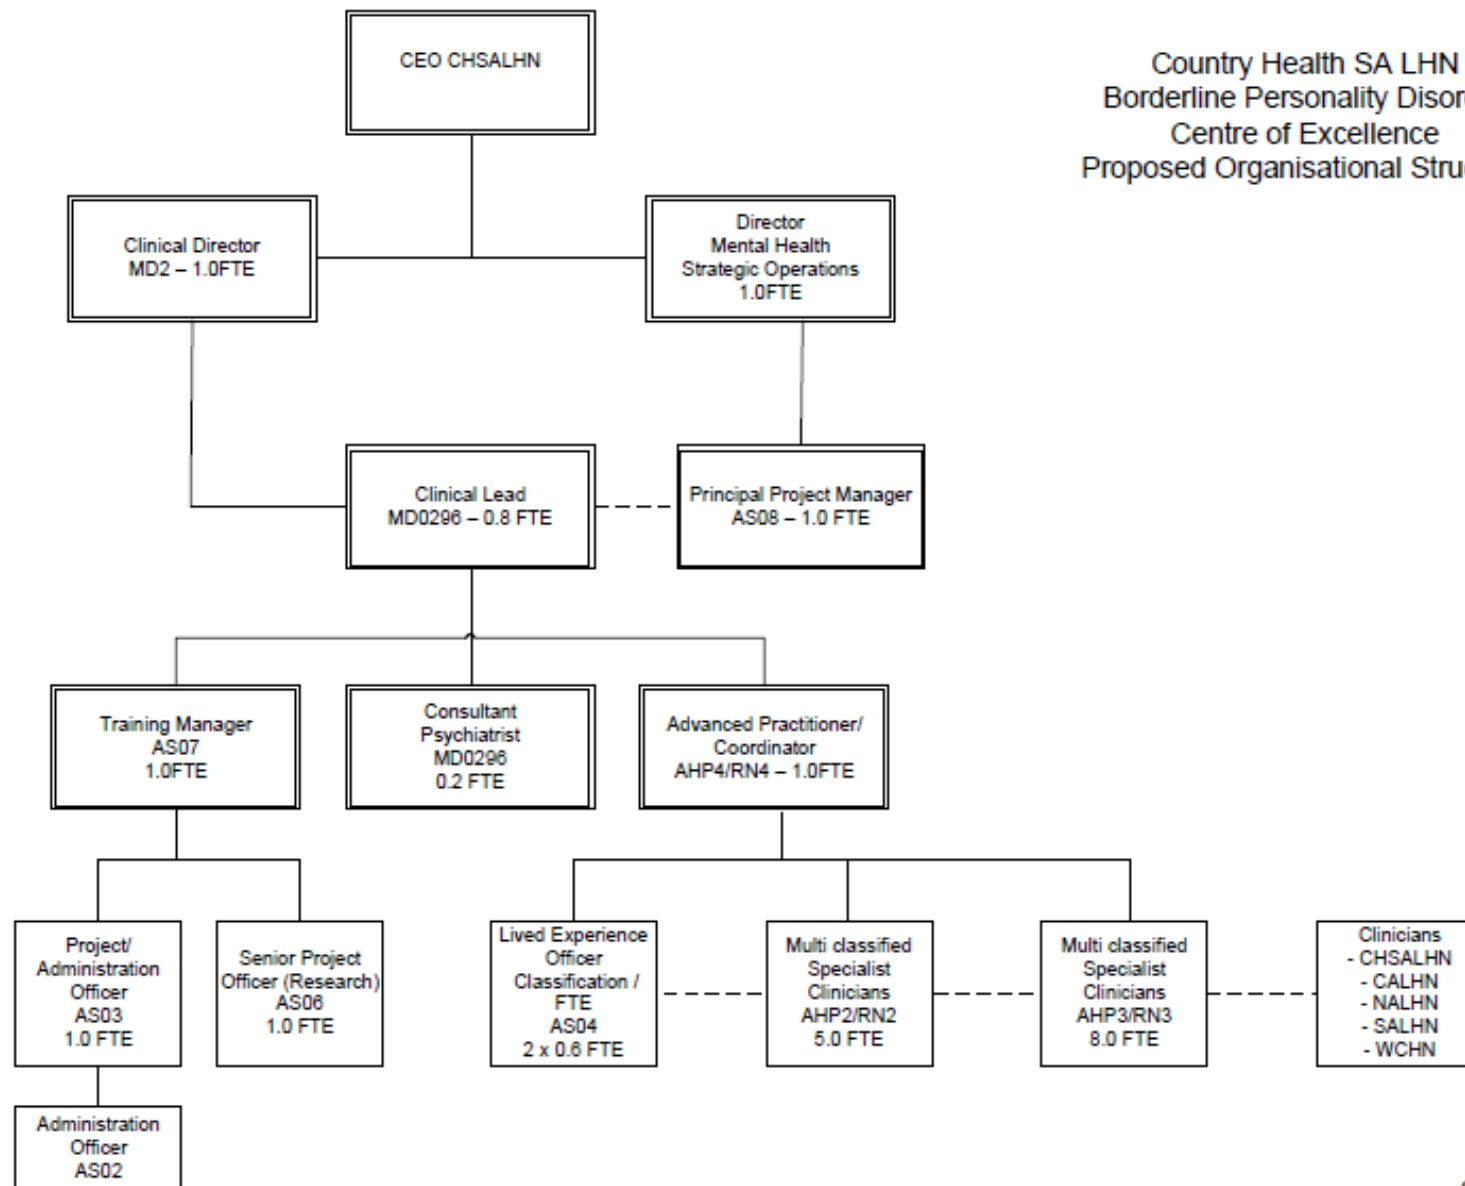 CEO CHSALHN
Country Health SA LHN
Borderline Personality
Centre of Excellence
Proposed Organisational
Clinical Director
MD2 – 1.0FTE
Director
Mental Health
Strategic Operations
1.0FTE
Clinical Lead
MD0296 – 0.8 FTE
Principal Project Manager
AS08 – 1.0 FTE
Training Manager
AS07
1.0FTE
Consultant
Psychiatrist
MD0296
0.2 FTE
Advanced Practitioner/
Coordinator
AHP4/RN4 – 1.0FTE
Project/
Administration
Officer
AS03
1.0 FTE
Senior Project
Officer (Research)
AS06
1.0 FTE
Lived Experience
Officer
Classification /
FTE
AS04
2 x 0.6 FTE
Multi classified
Specialist
Clinicians
AHP2/RN2
5.0 FTE
Multi classified
Specialist
Clinicians
AHP3/RN3
8.0 FTE
Clinicians
- CHSALHN
- CALHN
- NALHN
- SALHN
- WCHN
Administration
Officer
AS02